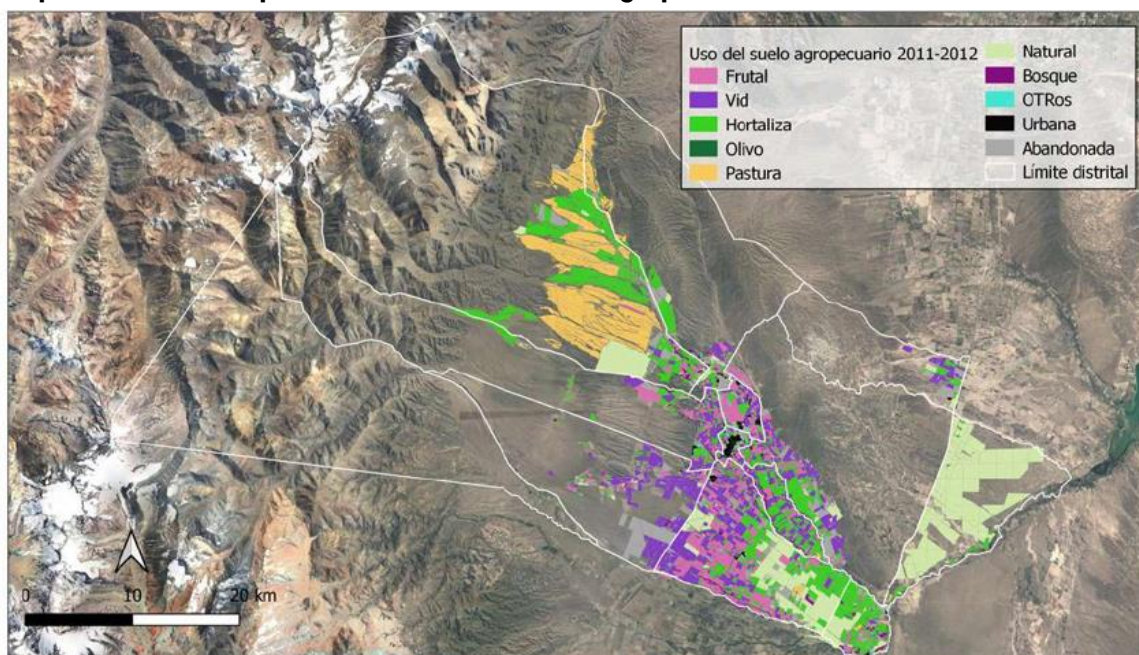 Uso del suelo agropecuario 2011-2012
Frutal
Vid
Hortaliza
Olivo
Pastura
Natural
Bosque
OTRos
Urbana
Abandonada
Límite distrital
0 10 20 km